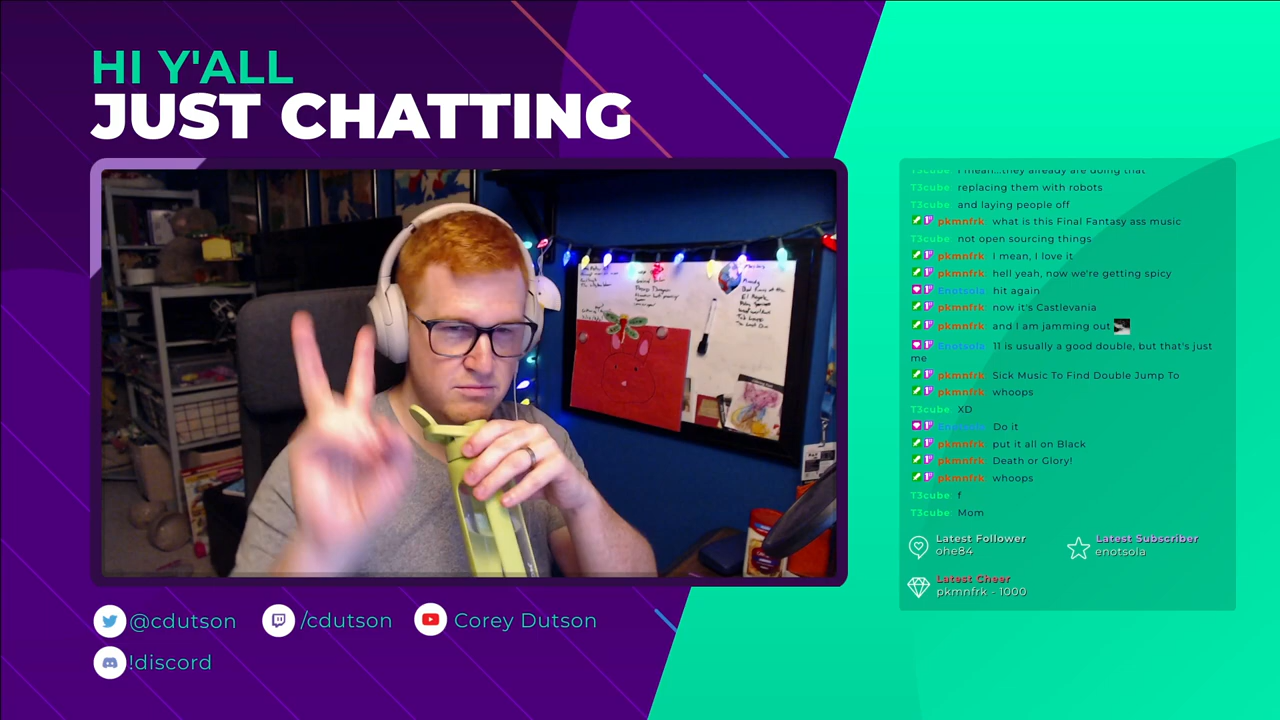 HI Y'ALL
JUST CHATTING
T3cube: I mean...they already are doing that
T3cube: replacing them with robots
T3cube: and laying people off
pkmnfrk what is this Final Fantasy ass music
T3cube: not open sourcing things
pkmnfrk I mean, I love it
pkmnfrk hell yeah, now we're getting spicy
Enotsola hit again
pkmnfrk now it's Castlevania
pkmnfrk and I am jamming out
Enotsola 11 is usually a good double, but that's just
me
pkmnfrk Sick Music To Find Double Jump To
pkmnfrk whoops
T3cube: XD
Enotsola Do it
pkmnfrk put it all on Black
pkmnfrk Death or Glory!
pkmnfrk whoops
T3cube: f
T3cube: Mom
Latest Follower
ohe84
Latest Subscriber
enotsola
Latest Cheer
pkmnfrk - 1000
@cdutson
/cdutson
Corey Dutson
!discord